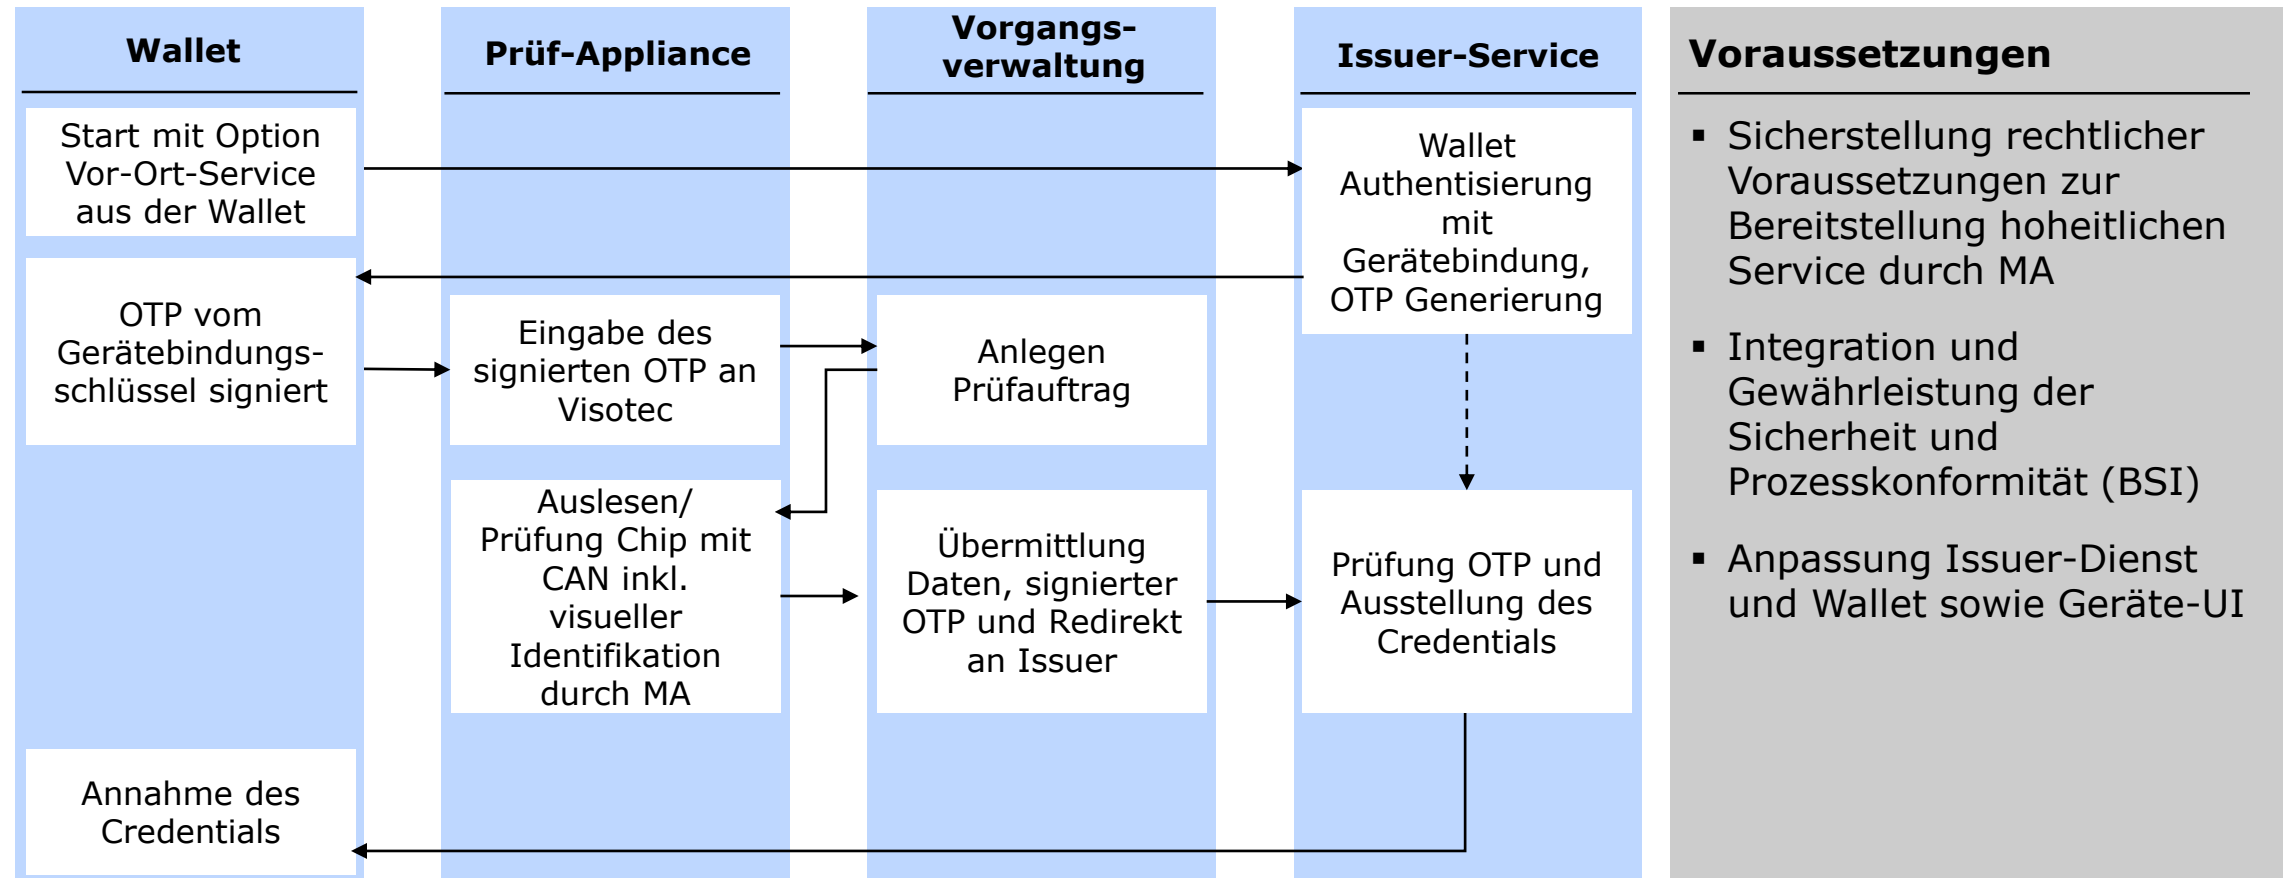 Wallet
Start mit Option
Vor-Ort-Service
aus der Wallet
OTP vom
Gerätebindungs-
schlüssel signiert
Annahme des
Credentials
Prüf-Appliance
Eingabe des
signierten OTP an
Visotec
Auslesen/
Prüfung Chip mit
CAN inkl.
visueller
Identifikation
durch MA
Vorgangs-
verwaltung
Anlegen
Prüfauftrag
Übermittlung
Daten, signierter
OTP und Redirekt
an Issuer
Issuer-Service
Wallet
Authentisierung
mit
Gerätebindung,
OTP Generierung
Prüfung OTP und
Ausstellung des
Credentials
Voraussetzungen
▪ Sicherstellung rechtlicher
Voraussetzungen zur
Bereitstellung hoheitlichen
Service durch MA
▪ Integration und
Gewährleistung der
Sicherheit und
Prozesskonformität (BSI)
▪ Anpassung Issuer-Dienst
und Wallet sowie Geräte-UI